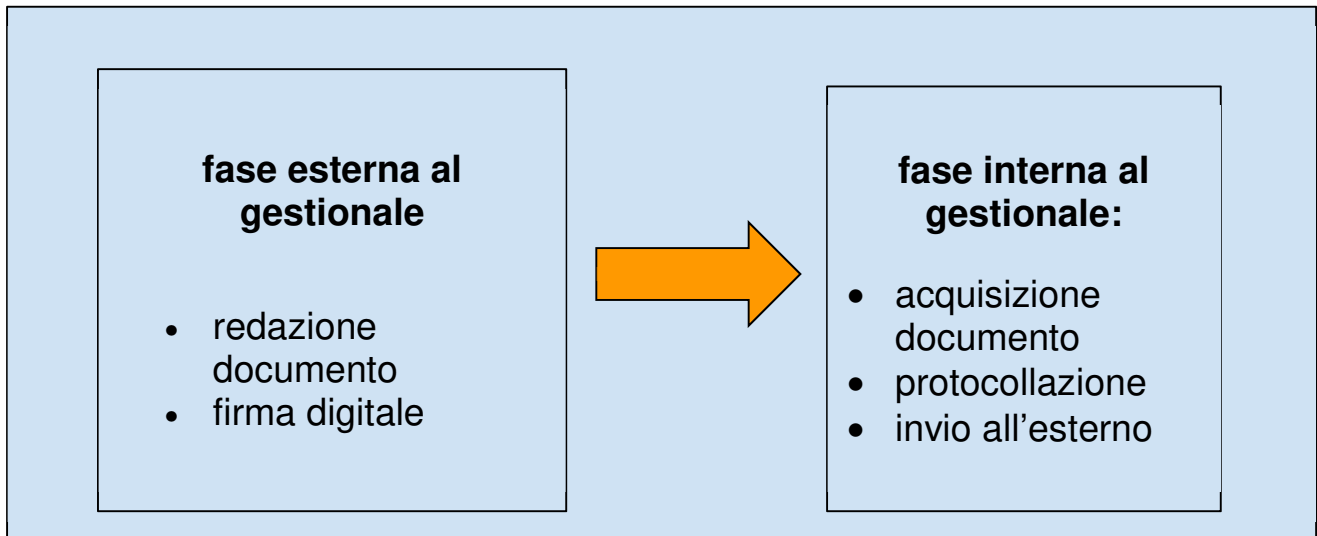 fase esterna al
gestionale
• redazione
documento
• firma digitale
fase interna al
gestionale:
• acquisizione
documento
• protocollazione
• invio all’esterno